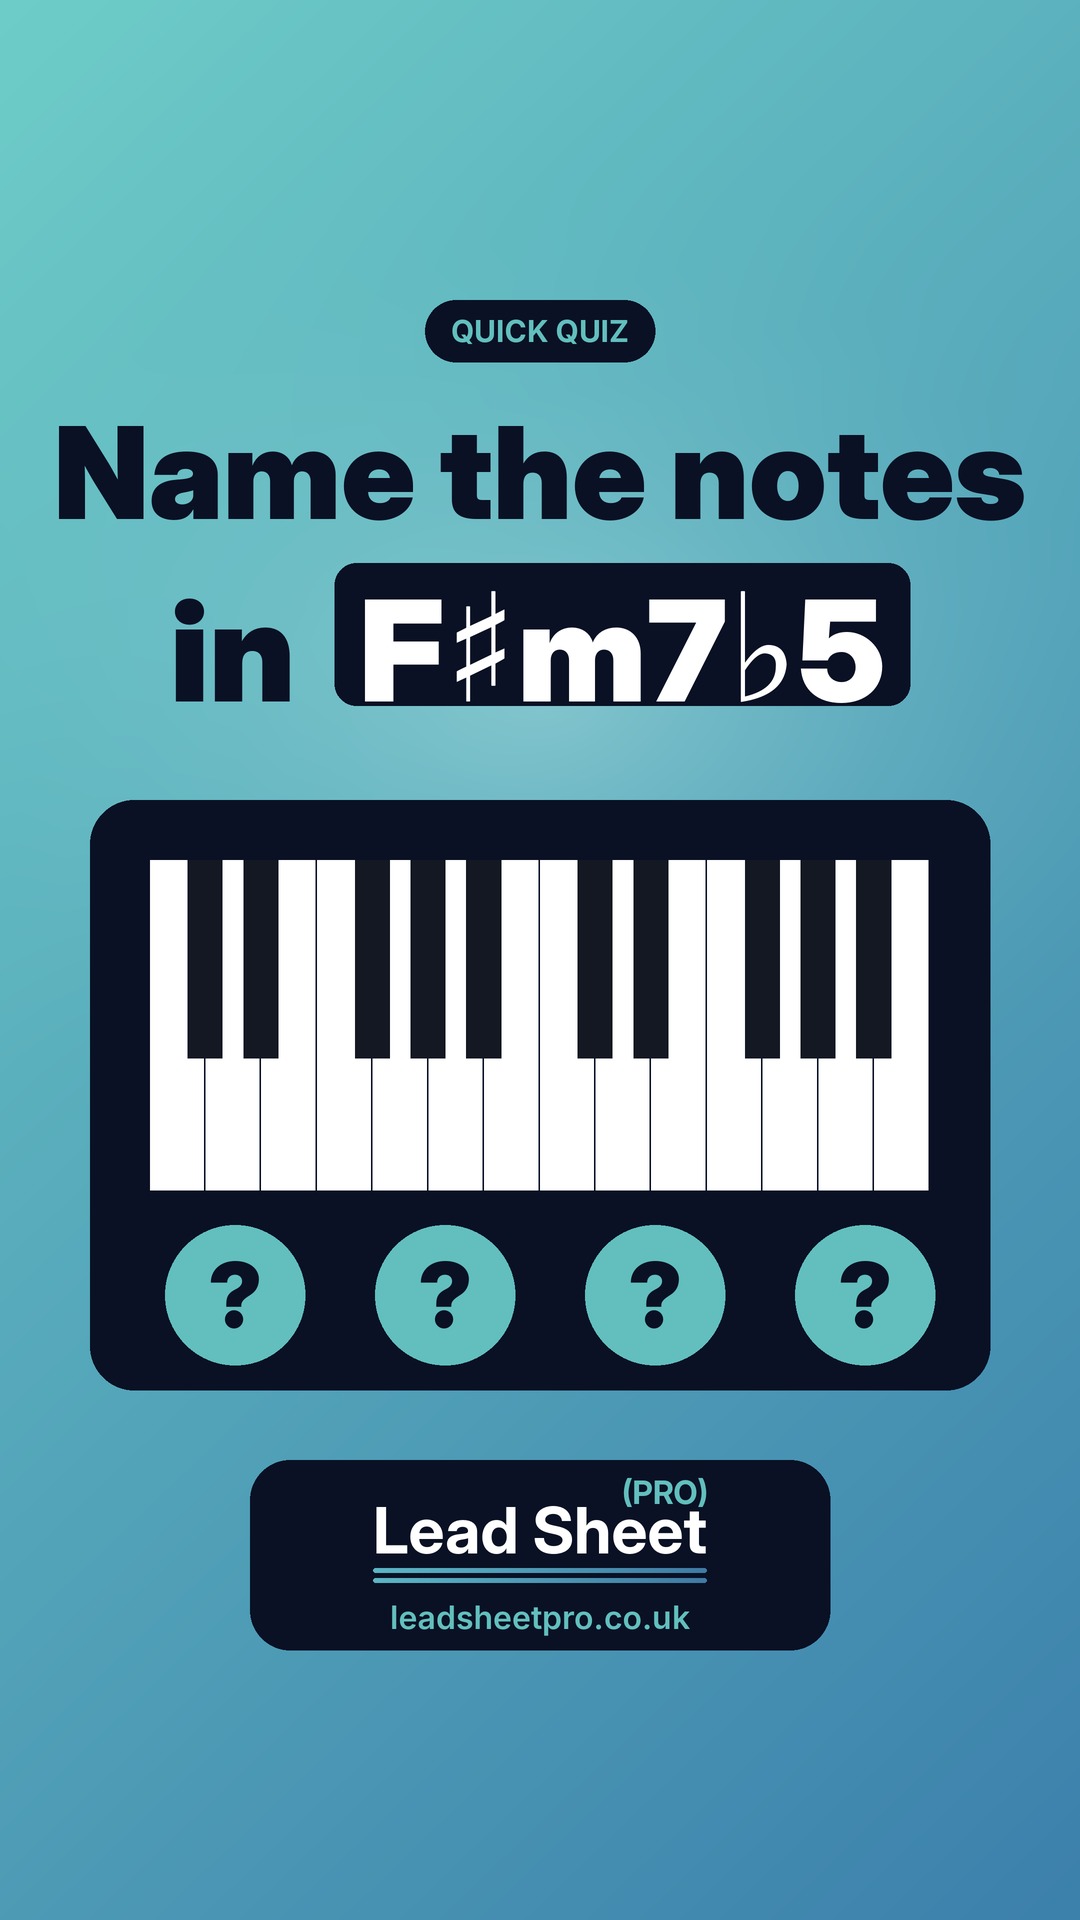 QUICK QUIZ
Name the notes
in F♯m7♭5
? ? ? ?
(PRO)
Lead Sheet
leadsheetpro.co.uk